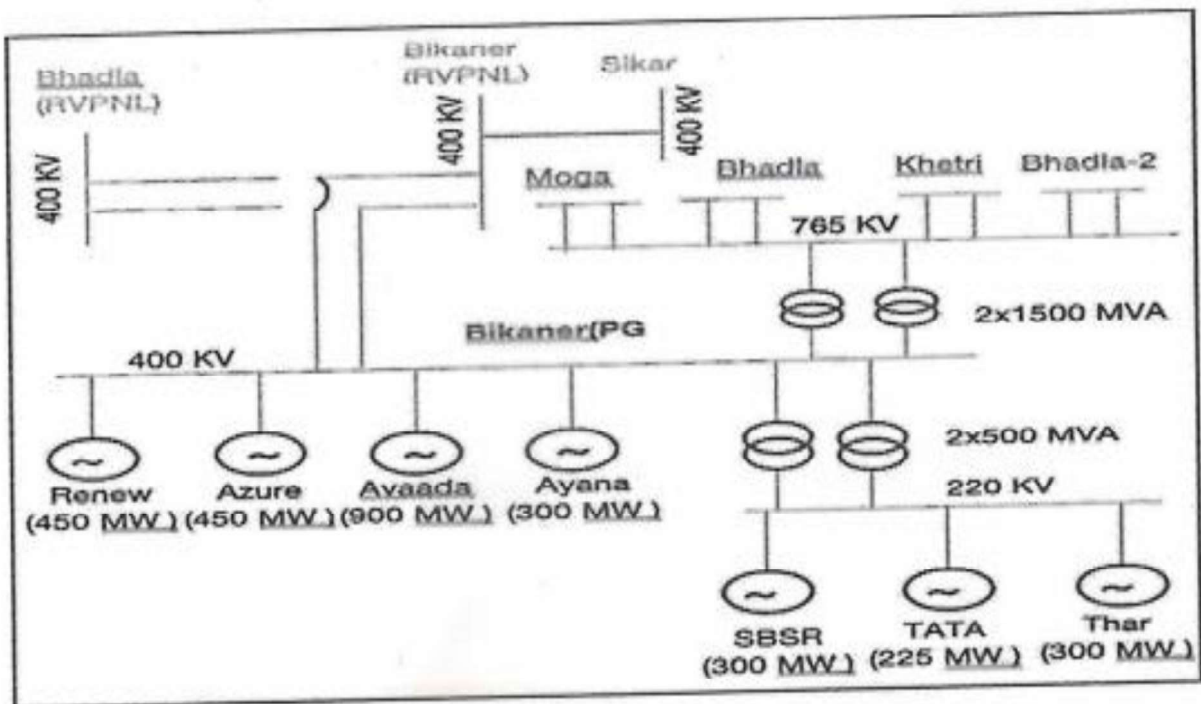 Bhadla
(RVPNL)
400 KV
Bikaner
(RVPNL)
400 KV
Sikar
400 KV
Moga
Bhadla
Khetri
Bhadla-2
765 KV
2x1500 MVA
Bikaner(PG
400 KV
2x500 MVA
220 KV
Renew
(450 MW)
Azure
(450 MW)
Avaada
(900 MW)
Ayana
(300 MW)
SBSR
(300 MW)
TATA
(225 MW)
Thar
(300 MW)